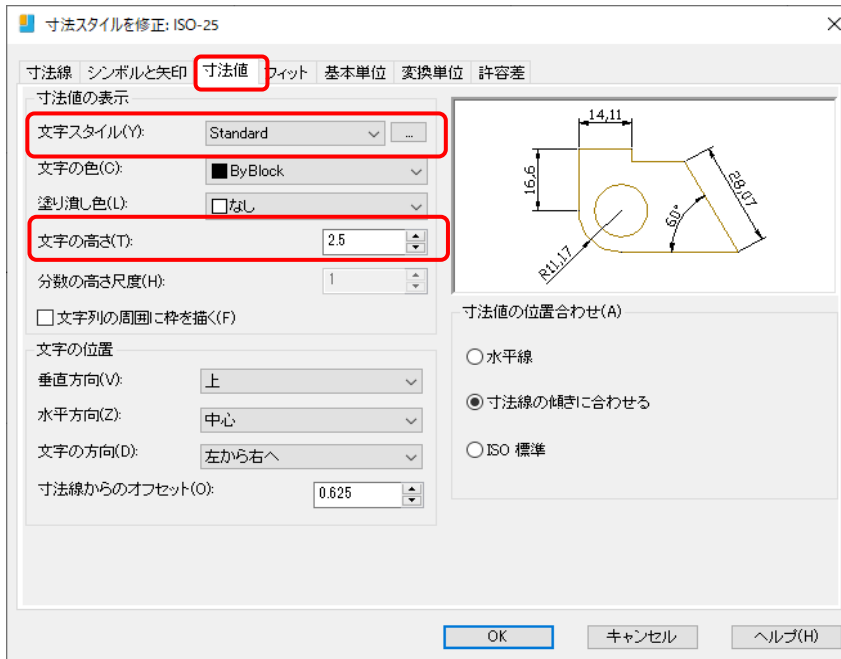 寸法スタイルを修正: ISO-25
寸法線 シンボルと矢印 寸法値 フィット 基本単位 変換単位 許容差
寸法値の表示
文字スタイル(Y): Standard ...
文字の色(C): ByBlock
塗り潰し色(L): なし
文字の高さ(T): 2.5
分数の高さ尺度(H): 1
文字列の周囲に枠を描く(F)
文字の位置
垂直方向(V): 上
水平方向(Z): 中心
文字の方向(D): 左から右へ
寸法線からのオフセット(O): 0.625
14,11
16,6
28,07
60°
R11,17
寸法値の位置合わせ(A)
水平線
寸法線の傾きに合わせる
ISO 標準
OK キャンセル ヘルプ(H)